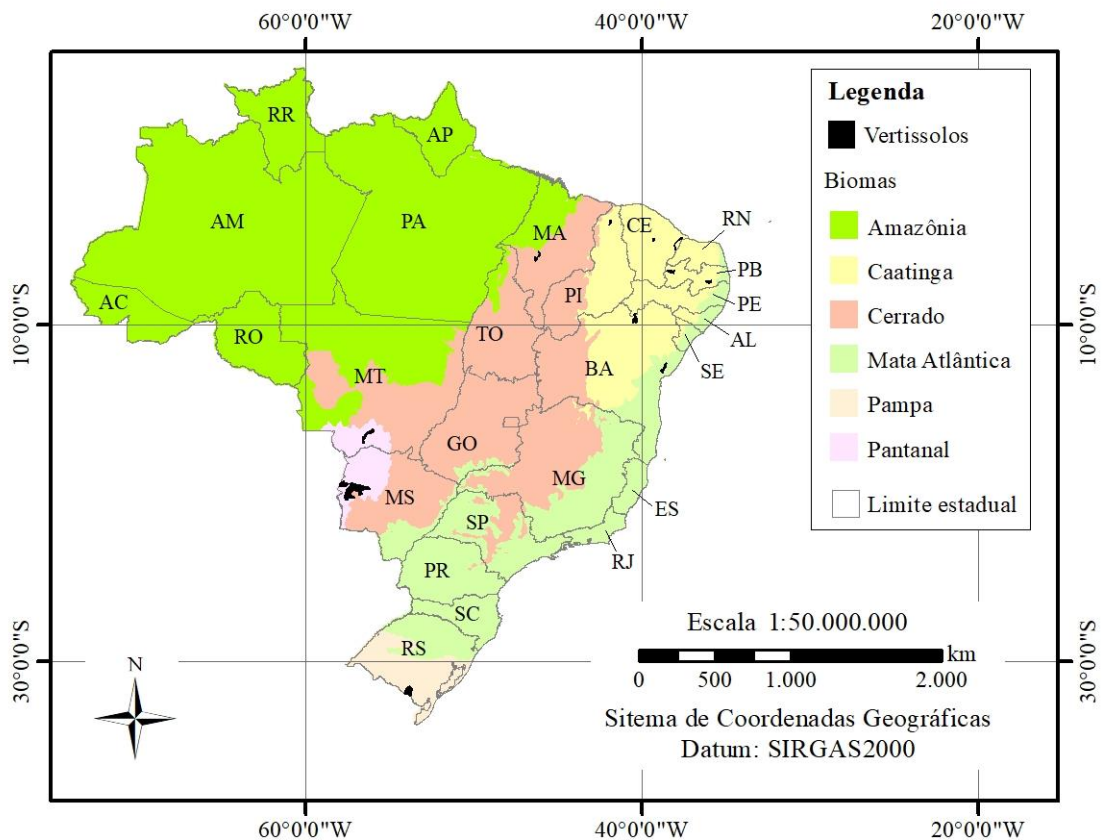 60°0'0"W 40°0'0"W 20°0'0"W
Legenda
Vertissolos
Biomas
Amazônia
Caatinga
Cerrado
Mata Atlântica
Pampa
Pantanal
Limite estadual
RR
AP
AM
PA
MA
CE
RN
PB
PE
AL
SE
PI
AC
RO
TO
BA
MT
GO
MG
MS
ES
SP
RJ
PR
SC
RS
10°0'0"S
10°0'0"S
30°0'0"S
30°0'0"S
N
Escala 1:50.000.000
km
0 500 1.000 2.000
Sitema de Coordenadas Geográficas
Datum: SIRGAS2000
60°0'0"W 40°0'0"W 20°0'0"W